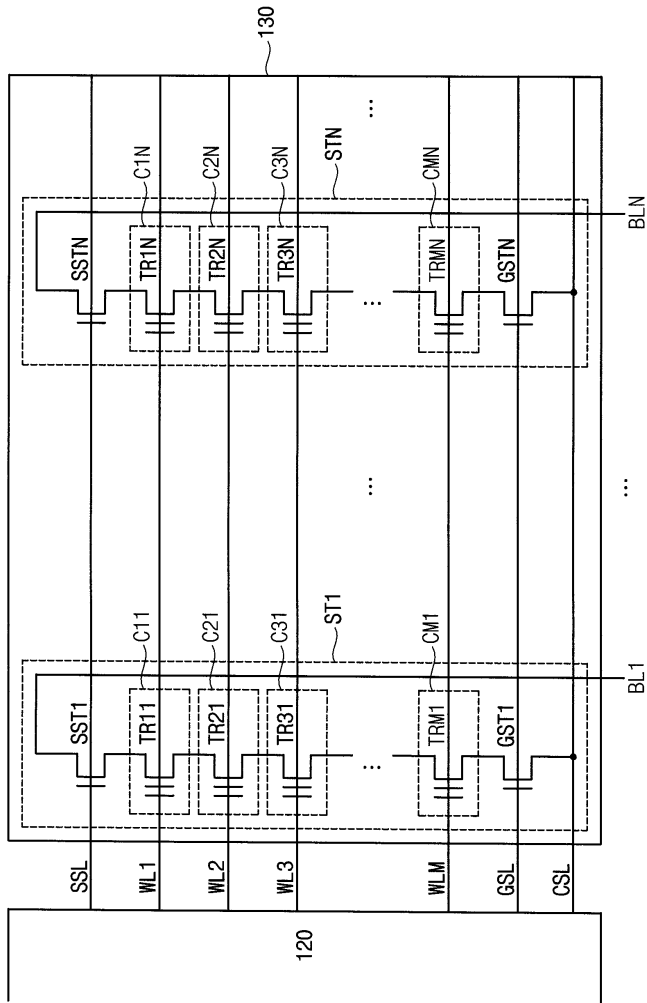 130
C1N
C2N
C3N
STN
CMN
SSTN
TR1N
TR2N
TR3N
...
TRMN
GSTN
BLN
...
...
...
C11
C21
C31
ST1
CM1
SST1
TR11
TR21
TR31
...
TRM1
GST1
BL1
SSL
WL1
WL2
WL3
WLM
GSL
CSL
120